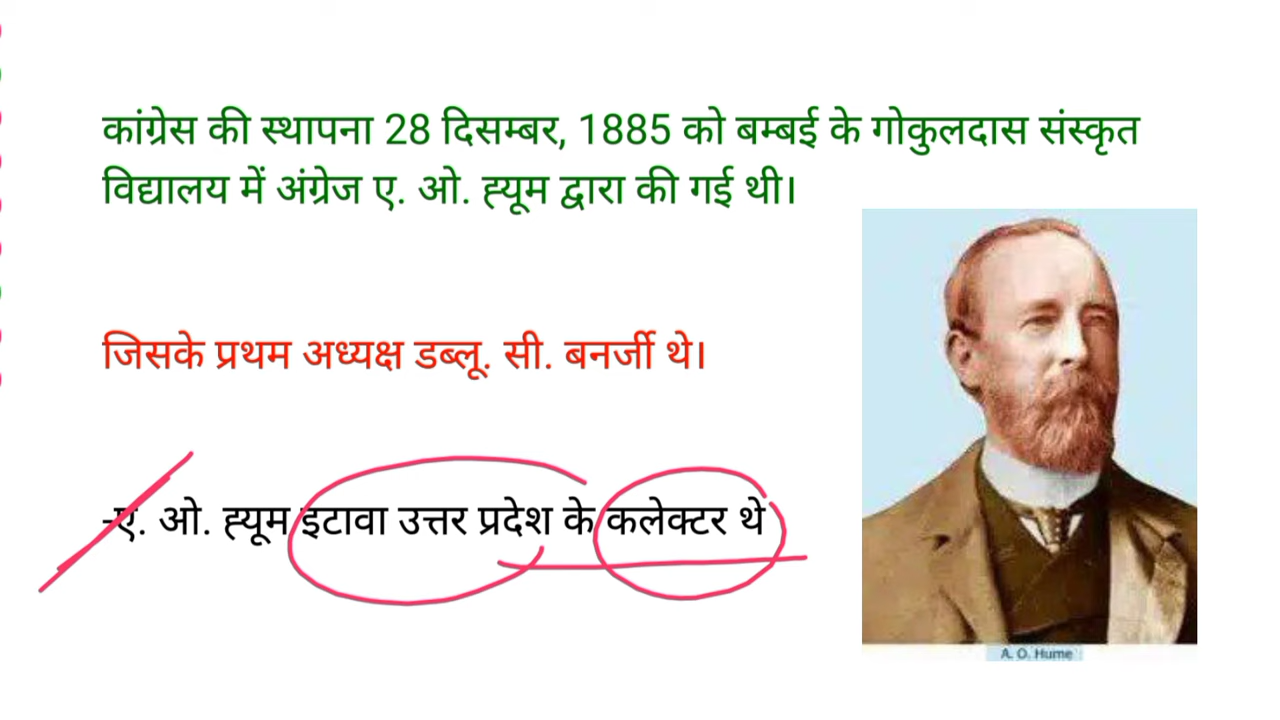 कांग्रेस की स्थापना 28 दिसम्बर, 1885 को बम्बई के गोकुलदास संस्कृत
विद्यालय में अंग्रेज ए. ओ. ह्यूम द्वारा की गई थी।
जिसके प्रथम अध्यक्ष डब्लू. सी. बनर्जी थे।
-ए. ओ. ह्यूम इटावा उत्तर प्रदेश के कलेक्टर थे
A. O. Hume